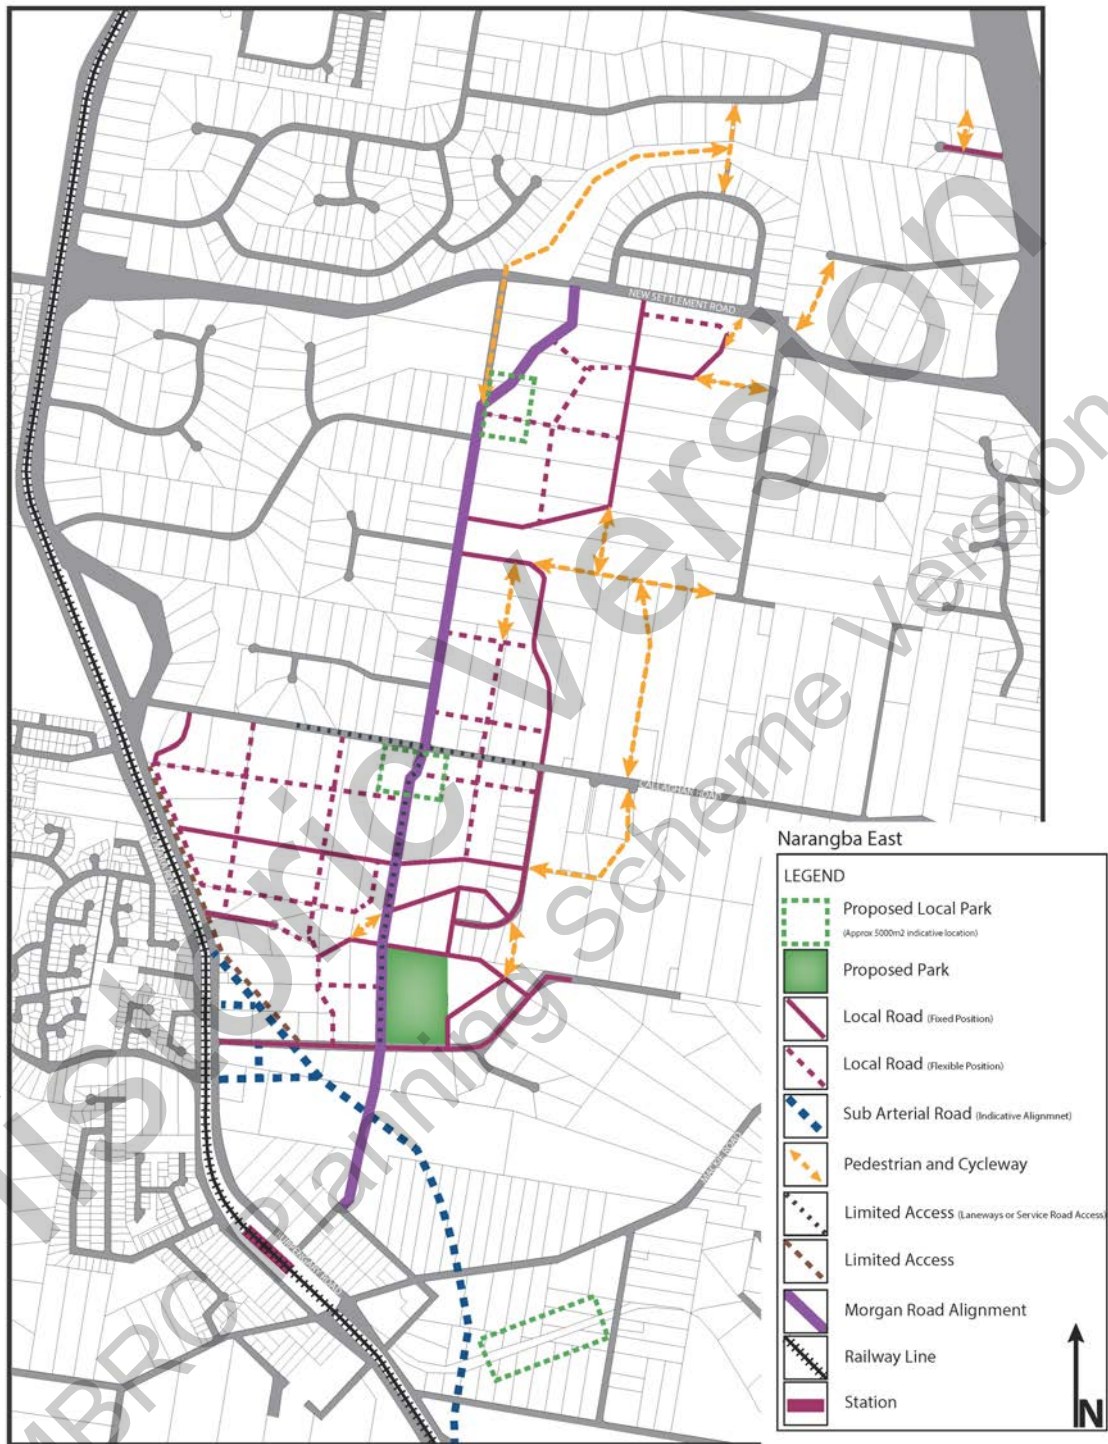 NEW SETTLEMENT ROAD
CALLAGHAN ROAD
MACKIE ROAD
Narangba East
LEGEND
Proposed Local Park
(Approx 5000m2 indicative location)
Proposed Park
Local Road (Fixed Position)
Local Road (Flexible Position)
Sub Arterial Road (Indicative Alignmnet)
Pedestrian and Cycleway
Limited Access (Laneways or Service Road Access)
Limited Access
Morgan Road Alignment
Railway Line
Station
N
Historic Version
MBRC Planning Scheme Version